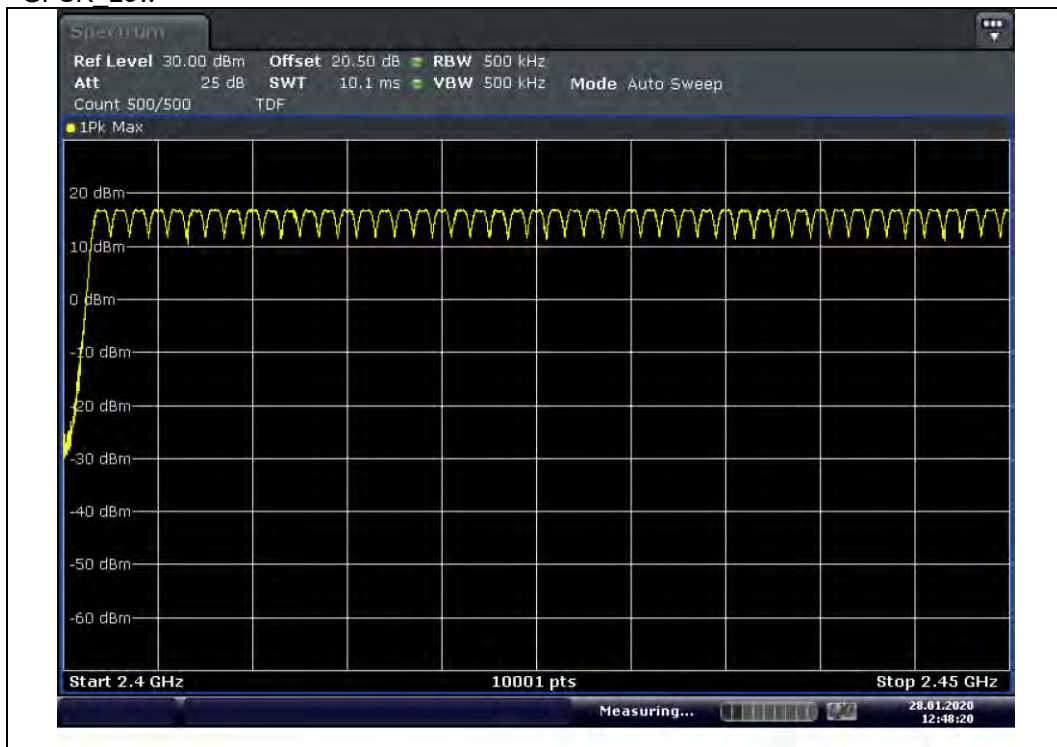 Spectrum
Ref Level 30.00 dBm Offset 20.50 dB RBW 500 kHz
Att 25 dB SWT 10.1 ms VBW 500 kHz Mode Auto Sweep
Count 500/500 TDF
1Pk Max
20 dBm
10 dBm
0 dBm
-10 dBm
-20 dBm
-30 dBm
-40 dBm
-50 dBm
-60 dBm
Start 2.4 GHz 10001 pts Stop 2.45 GHz
Measuring... 28.01.2020
12:48:20